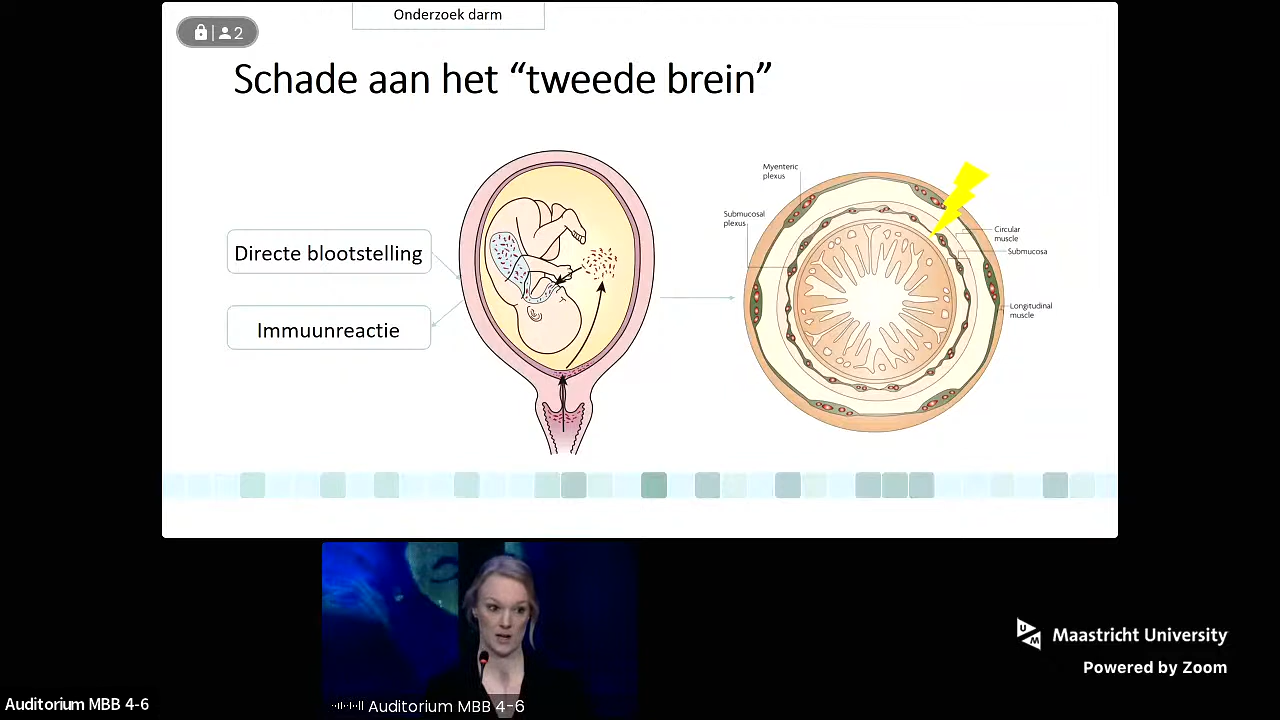 Onderzoek darm
2
Schade aan het “tweede brein”
Directe blootstelling
Immuunreactie
Myenteric
plexus
Submucosal
plexus
Circular
muscle
Submucosa
Longitudinal
muscle
UM
Maastricht University
Powered by Zoom
Auditorium MBB 4-6
Auditorium MBB 4-6